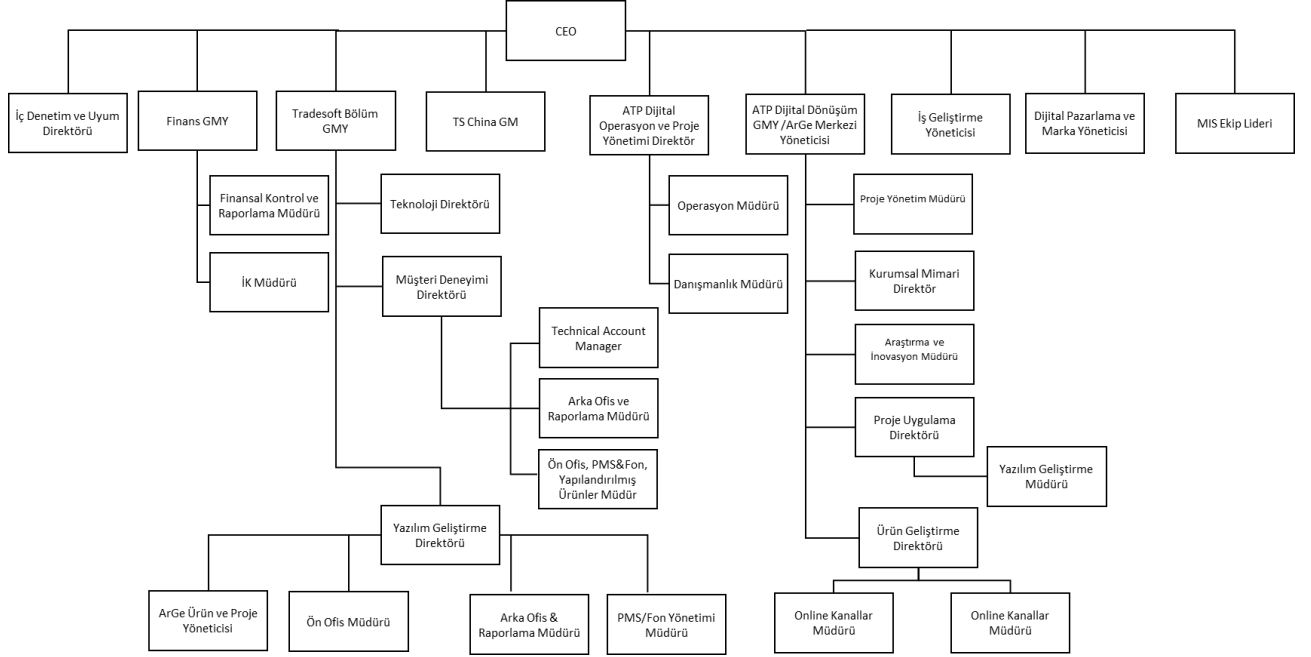 CEO
İç Denetim ve Uyum
Direktörü
Finans GMY
Tradesoft Bölüm
GMY
TS China GM
ATP Dijital
Operasyon ve Proje
Yönetimi Direktör
ATP Dijital Dönüşüm
GMY /ArGe Merkezi
Yöneticisi
İş Geliştirme
Yöneticisi
Dijital Pazarlama ve
Marka Yöneticisi
MIS Ekip Lideri
Finansal Kontrol ve
Raporlama Müdürü
Teknoloji Direktörü
Operasyon Müdürü
Proje Yönetim Müdürü
İK Müdürü
Müşteri Deneyimi
Direktörü
Danışmanlık Müdürü
Kurumsal Mimari
Direktör
Technical Account
Manager
Araştırma ve
İnovasyon Müdürü
Arka Ofis ve
Raporlama Müdürü
Proje Uygulama
Direktörü
Ön Ofis, PMS&Fon,
Yapılandırılmış
Ürünler Müdür
Yazılım Geliştirme
Müdürü
Yazılım Geliştirme
Direktörü
Ürün Geliştirme
Direktörü
ArGe Ürün ve Proje
Yöneticisi
Ön Ofis Müdürü
Arka Ofis &
Raporlama Müdürü
PMS/Fon Yönetimi
Müdürü
Online Kanallar
Müdürü
Online Kanallar
Müdürü